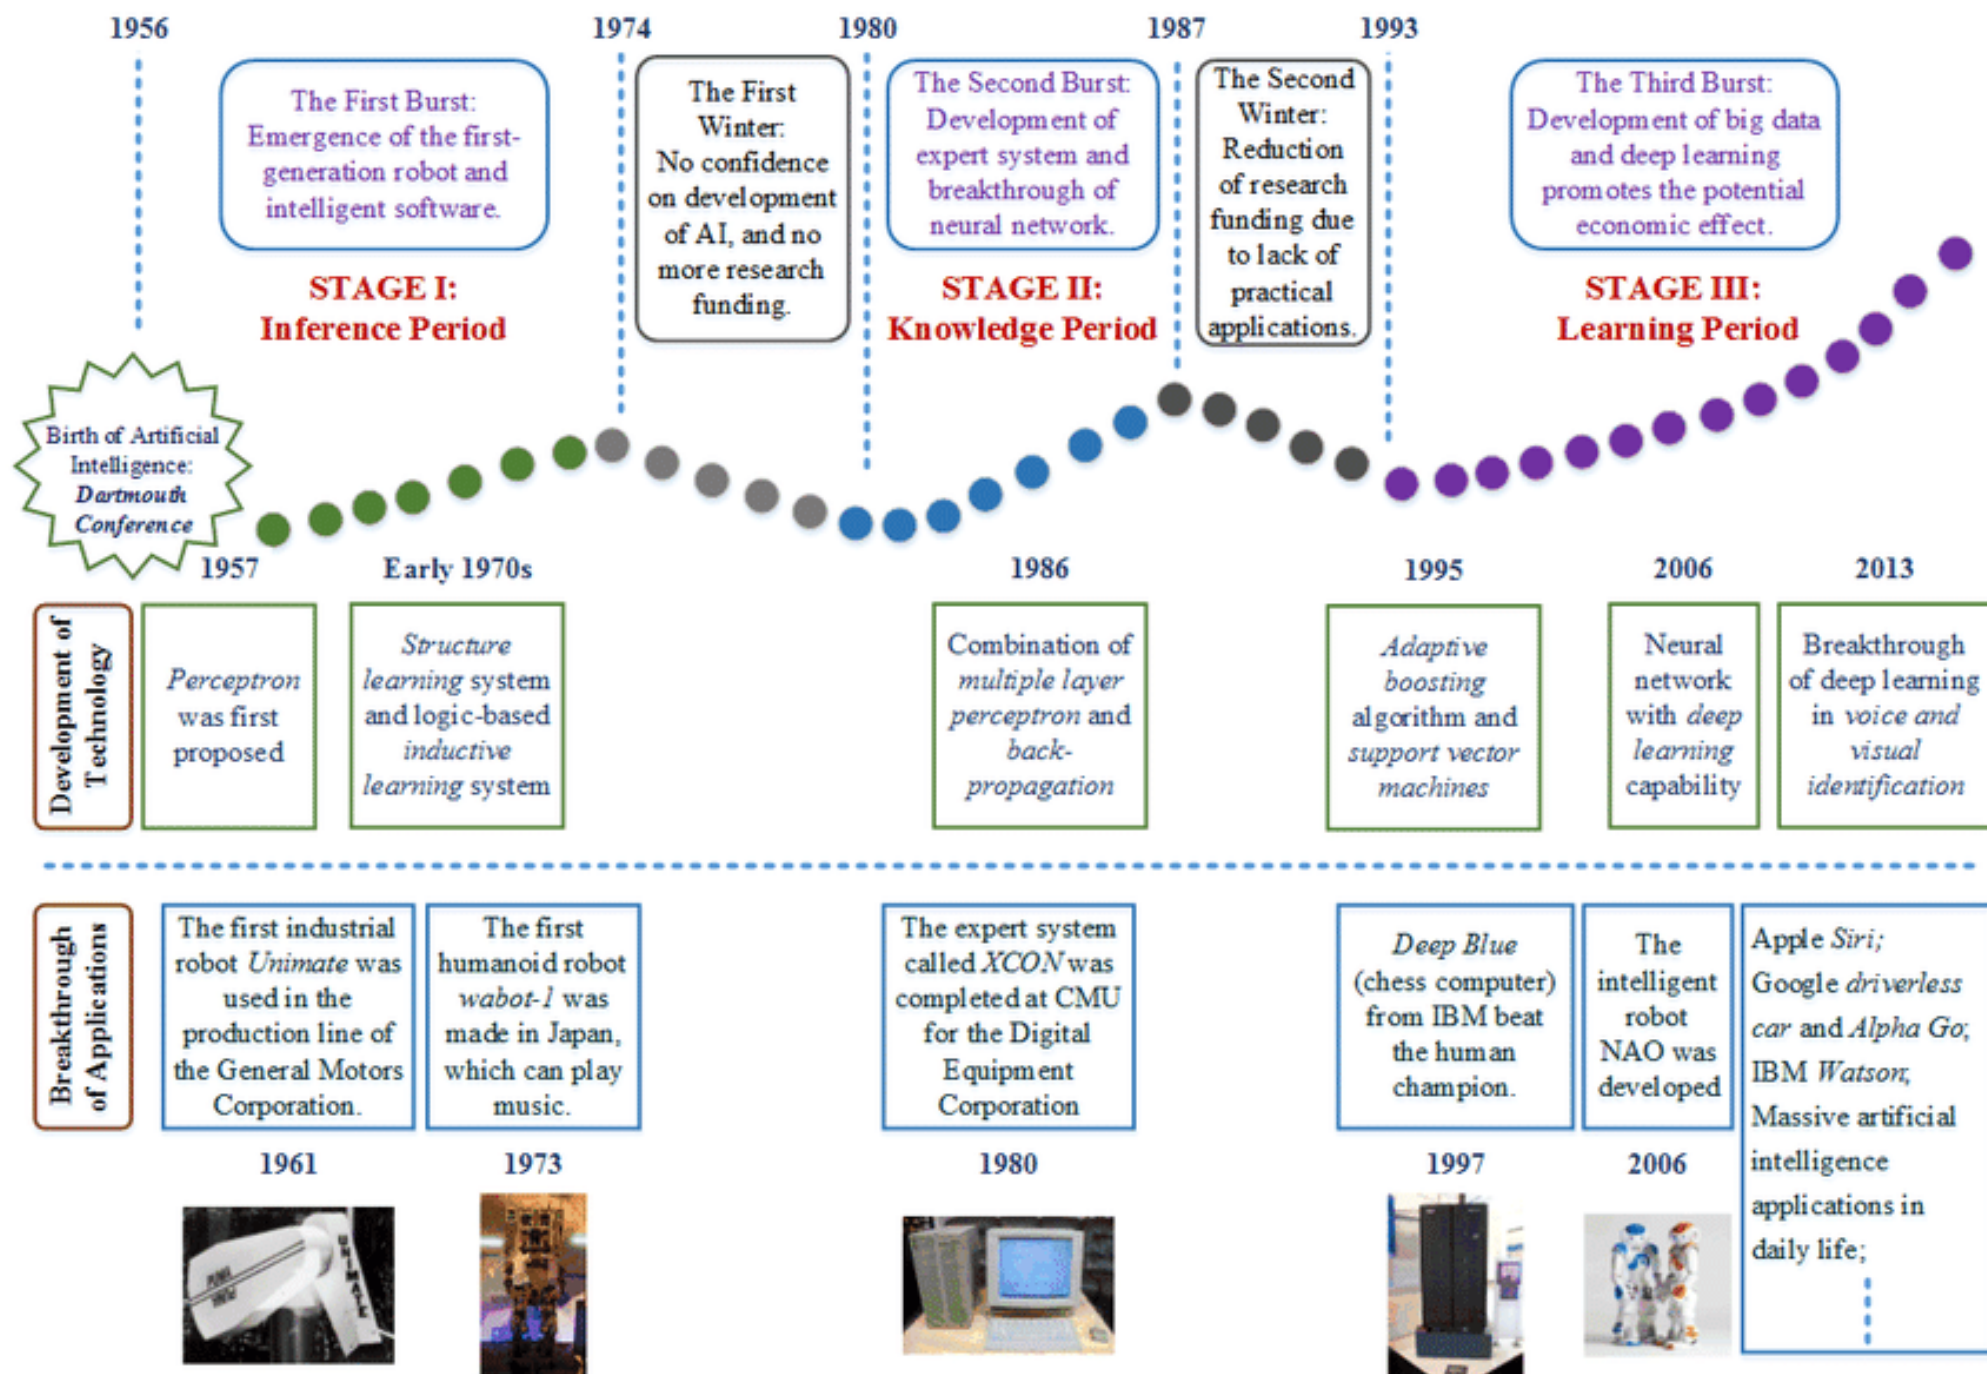 1956
1974
1980
1987
1993
The First Burst:
Emergence of the first-
generation robot and
intelligent software.
The First
Winter:
No confidence
on development
of AI, and no
more research
funding.
The Second Burst:
Development of
expert system and
breakthrough of
neural network.
The Second
Winter:
Reduction
of research
funding due
to lack of
practical
applications.
The Third Burst:
Development of big data
and deep learning
promotes the potential
economic effect.
STAGE I:
Inference Period
STAGE II:
Knowledge Period
STAGE III:
Learning Period
Birth of Artificial
Intelligence:
Dartmouth
Conference
1957
Early 1970s
1986
1995
2006
2013
Development of
Technology
Perceptron
was first
proposed
Structure
learning system
and logic-based
inductive
learning system
Combination of
multiple layer
perceptron and
back-
propagation
Adaptive
boosting
algorithm and
support vector
machines
Neural
network
with deep
learning
capability
Breakthrough
of deep learning
in voice and
visual
identification
Breakthrough
of Applications
The first industrial
robot Unimate was
used in the
production line of
the General Motors
Corporation.
The first
humanoid robot
wabot-1 was
made in Japan,
which can play
music.
The expert system
called XCON was
completed at CMU
for the Digital
Equipment
Corporation
Deep Blue
(chess computer)
from IBM beat
the human
champion.
The
intelligent
robot
NAO was
developed
Apple Siri;
Google driverless
car and Alpha Go;
IBM Watson;
Massive artificial
intelligence
applications in
daily life;
1961
1973
1980
1997
2006
PUMA
UNIMATE